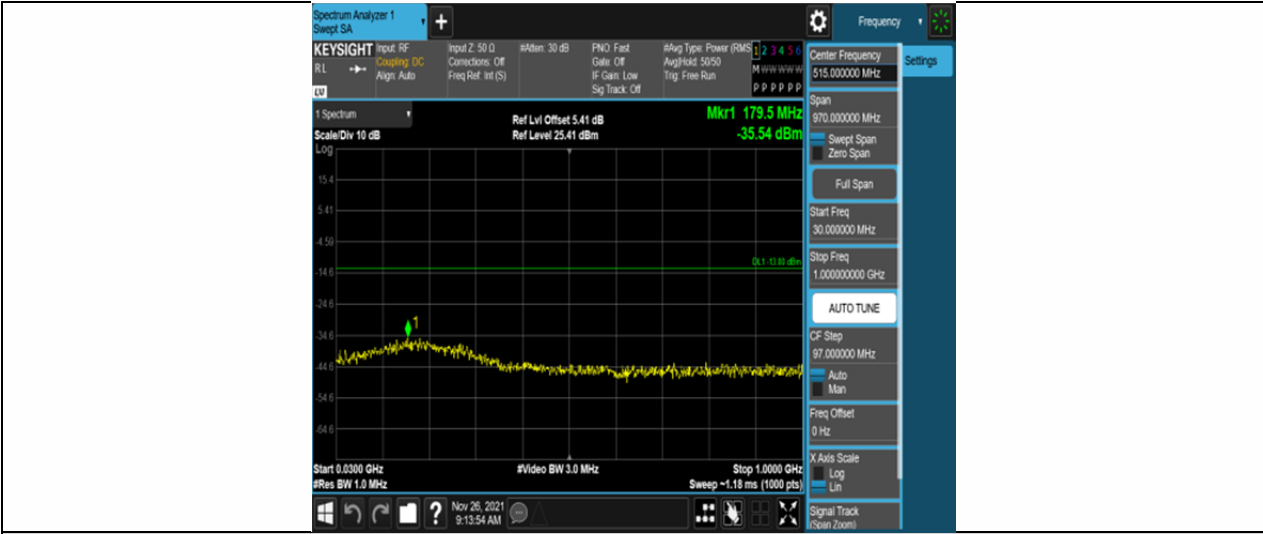 Spectrum Analyzer 1
Swept SA
+
Frequency
KEYSIGHT
RL
LV
Input: RF
Coupling: DC
Align: Auto
Input Z: 50 Ω
Corrections: Off
Freq Ref: Int (S)
#Atten: 30 dB
PNO: Fast
Gate: Off
IF Gain: Low
Sig Track: Off
#Avg Type: Power (RMS
Avg|Hold: 50/50
Trig: Free Run
1 2 3 4 5 6
M W W W W W
P P P P P P
Center Frequency
515.000000 MHz
Settings
Span
970.000000 MHz
Swept Span
Zero Span
Full Span
Start Freq
30.000000 MHz
Stop Freq
1.000000000 GHz
AUTO TUNE
CF Step
97.000000 MHz
Auto
Man
Freq Offset
0 Hz
X Axis Scale
Log
Lin
Signal Track
(Span Zoom)
1 Spectrum
Scale/Div 10 dB
Log
Ref Lvl Offset 5.41 dB
Ref Level 25.41 dBm
Mkr1 179.5 MHz
-35.54 dBm
15.4
5.41
-4.59
DL1 -13.00 dBm
-14.6
-24.6
1
-34.6
-44.6
-54.6
-64.6
Start 0.0300 GHz
#Res BW 1.0 MHz
#Video BW 3.0 MHz
Stop 1.0000 GHz
Sweep ~1.18 ms (1000 pts)
?
Nov 26, 2021
9:13:54 AM